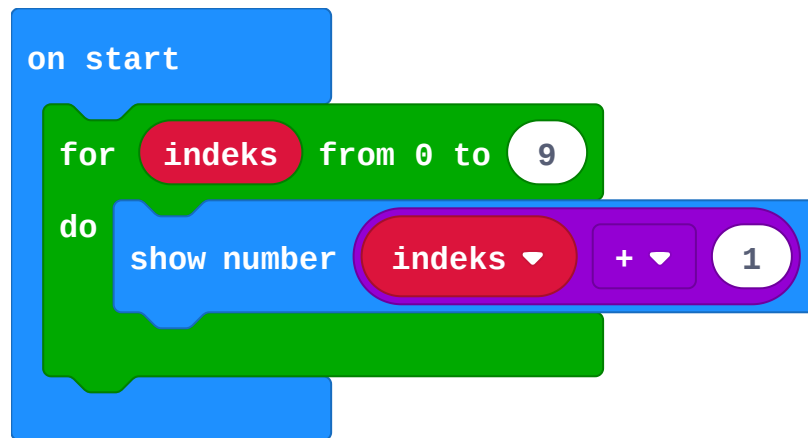 on start
for indeks from 0 to 9
do
show number indeks + 1